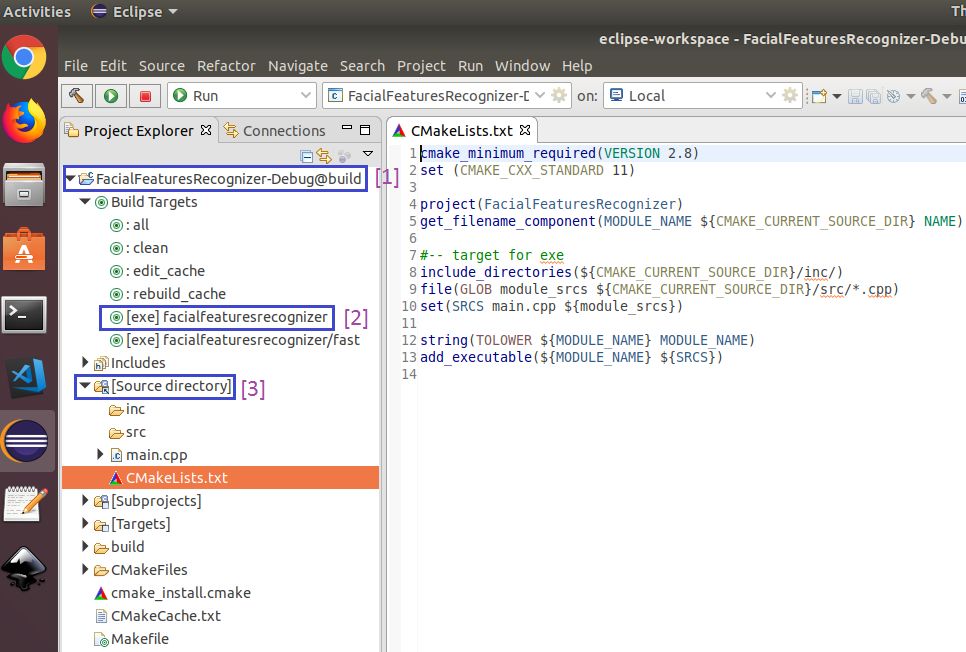 Activities Eclipse Th
eclipse-workspace - FacialFeaturesRecognizer-Debu
File Edit Source Refactor Navigate Search Project Run Window Help
Run FacialFeaturesRecognizer-D on: Local
Project Explorer Connections
FacialFeaturesRecognizer-Debug@build [1]
Build Targets
: all
: clean
: edit_cache
: rebuild_cache
[exe] facialfeaturesrecognizer [2]
[exe] facialfeaturesrecognizer/fast
Includes
[Source directory] [3]
inc
src
main.cpp
CMakeLists.txt
[Subprojects]
[Targets]
build
CMakeFiles
cmake_install.cmake
CMakeCache.txt
Makefile
CMakeLists.txt
1 cmake_minimum_required(VERSION 2.8)
2 set (CMAKE_CXX_STANDARD 11)
3
4 project(FacialFeaturesRecognizer)
5 get_filename_component(MODULE_NAME ${CMAKE_CURRENT_SOURCE_DIR} NAME)
6
7 #-- target for exe
8 include_directories(${CMAKE_CURRENT_SOURCE_DIR}/inc/)
9 file(GLOB module_srcs ${CMAKE_CURRENT_SOURCE_DIR}/src/*.cpp)
10 set(SRCS main.cpp ${module_srcs})
11
12 string(TOLOWER ${MODULE_NAME} MODULE_NAME)
13 add_executable(${MODULE_NAME} ${SRCS})
14